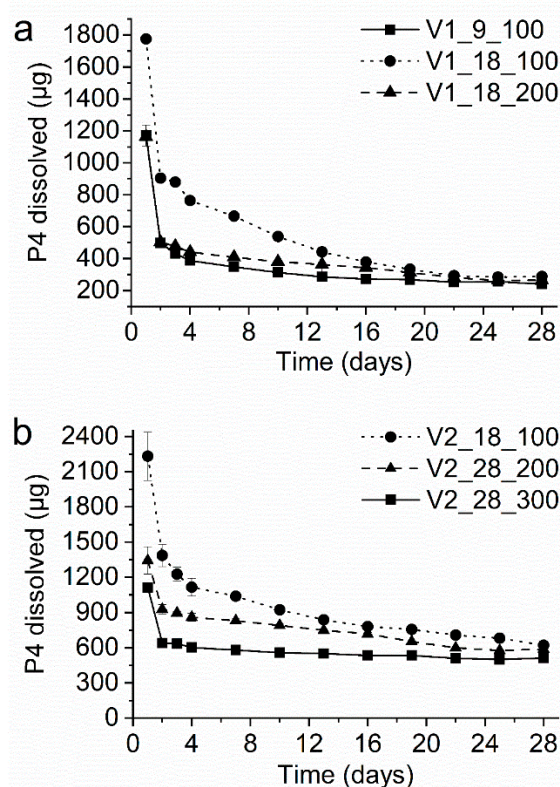 a
V1_9_100
V1_18_100
V1_18_200
P4 dissolved (µg)
1800
1600
1400
1200
1000
800
600
400
200
0 4 8 12 16 20 24 28
Time (days)
b
V2_18_100
V2_28_200
V2_28_300
P4 dissolved (µg)
2400
2100
1800
1500
1200
900
600
300
0
0 4 8 12 16 20 24 28
Time (days)